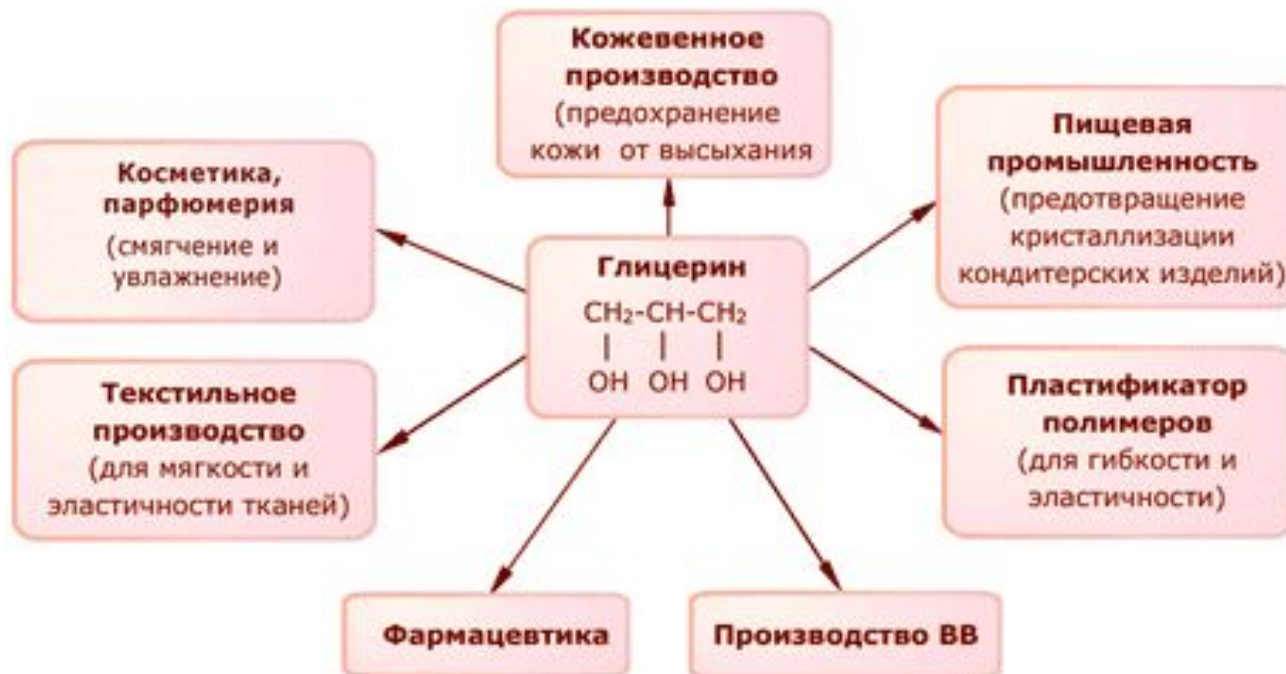 Кожевенное
производство
(предохранение
кожи от высыхания
Пищевая
промышленность
(предотвращение
кристаллизации
кондитерских изделий)
Косметика,
парфюмерия
(смягчение и
увлажнение)
Глицерин
CH₂-CH-CH₂
| | |
OH OH OH
Текстильное
производство
(для мягкости и
эластичности тканей)
Пластификатор
полимеров
(для гибкости и
эластичности)
Фармацевтика
Производство ВВ